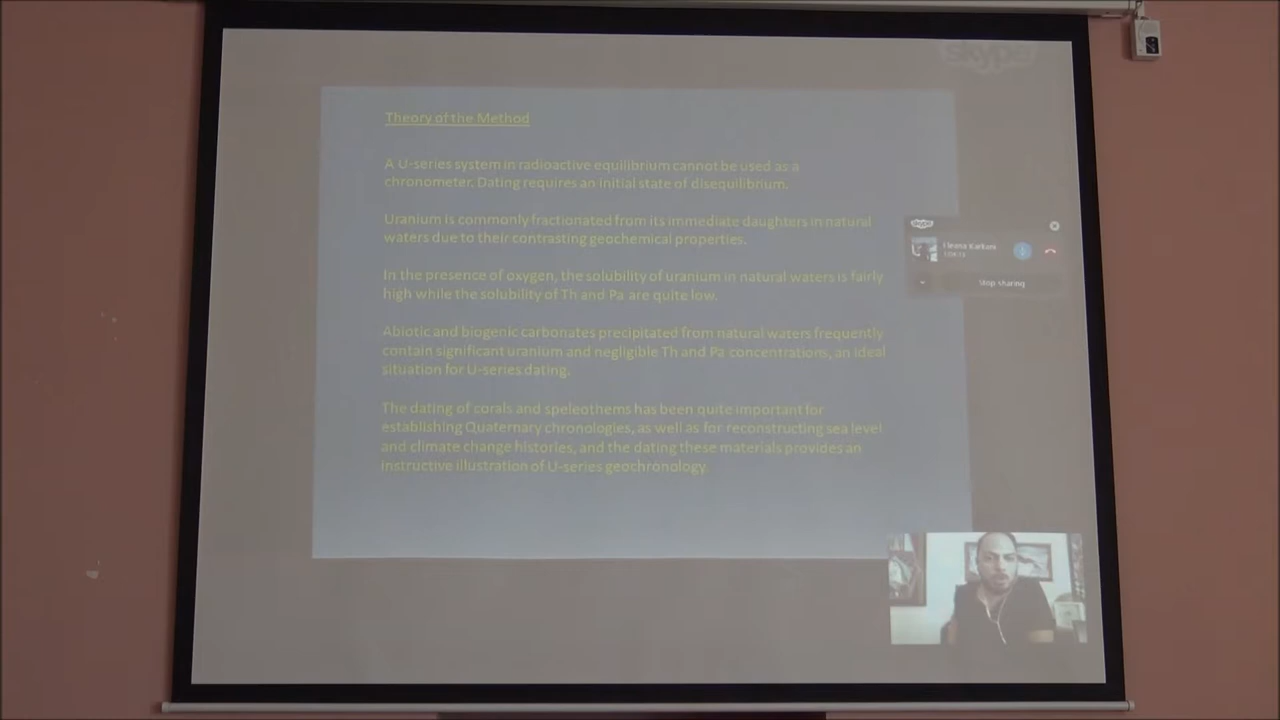 skype
Theory of the Method
A U-series system in radioactive equilibrium cannot be used as a
chronometer. Dating requires an initial state of disequilibrium.
Uranium is commonly fractionated from its immediate daughters in natural
waters due to their contrasting geochemical properties.
In the presence of oxygen, the solubility of uranium in natural waters is fairly
high while the solubility of Th and Pa are quite low.
Abiotic and biogenic carbonates precipitated from natural waters frequently
contain significant uranium and negligible Th and Pa concentrations, an ideal
situation for U-series dating.
The dating of corals and speleothems has been quite important for
establishing Quaternary chronologies, as well as for reconstructing sea level
and climate change histories, and the dating these materials provides an
instructive illustration of U-series geochronology.
skype
Stop sharing